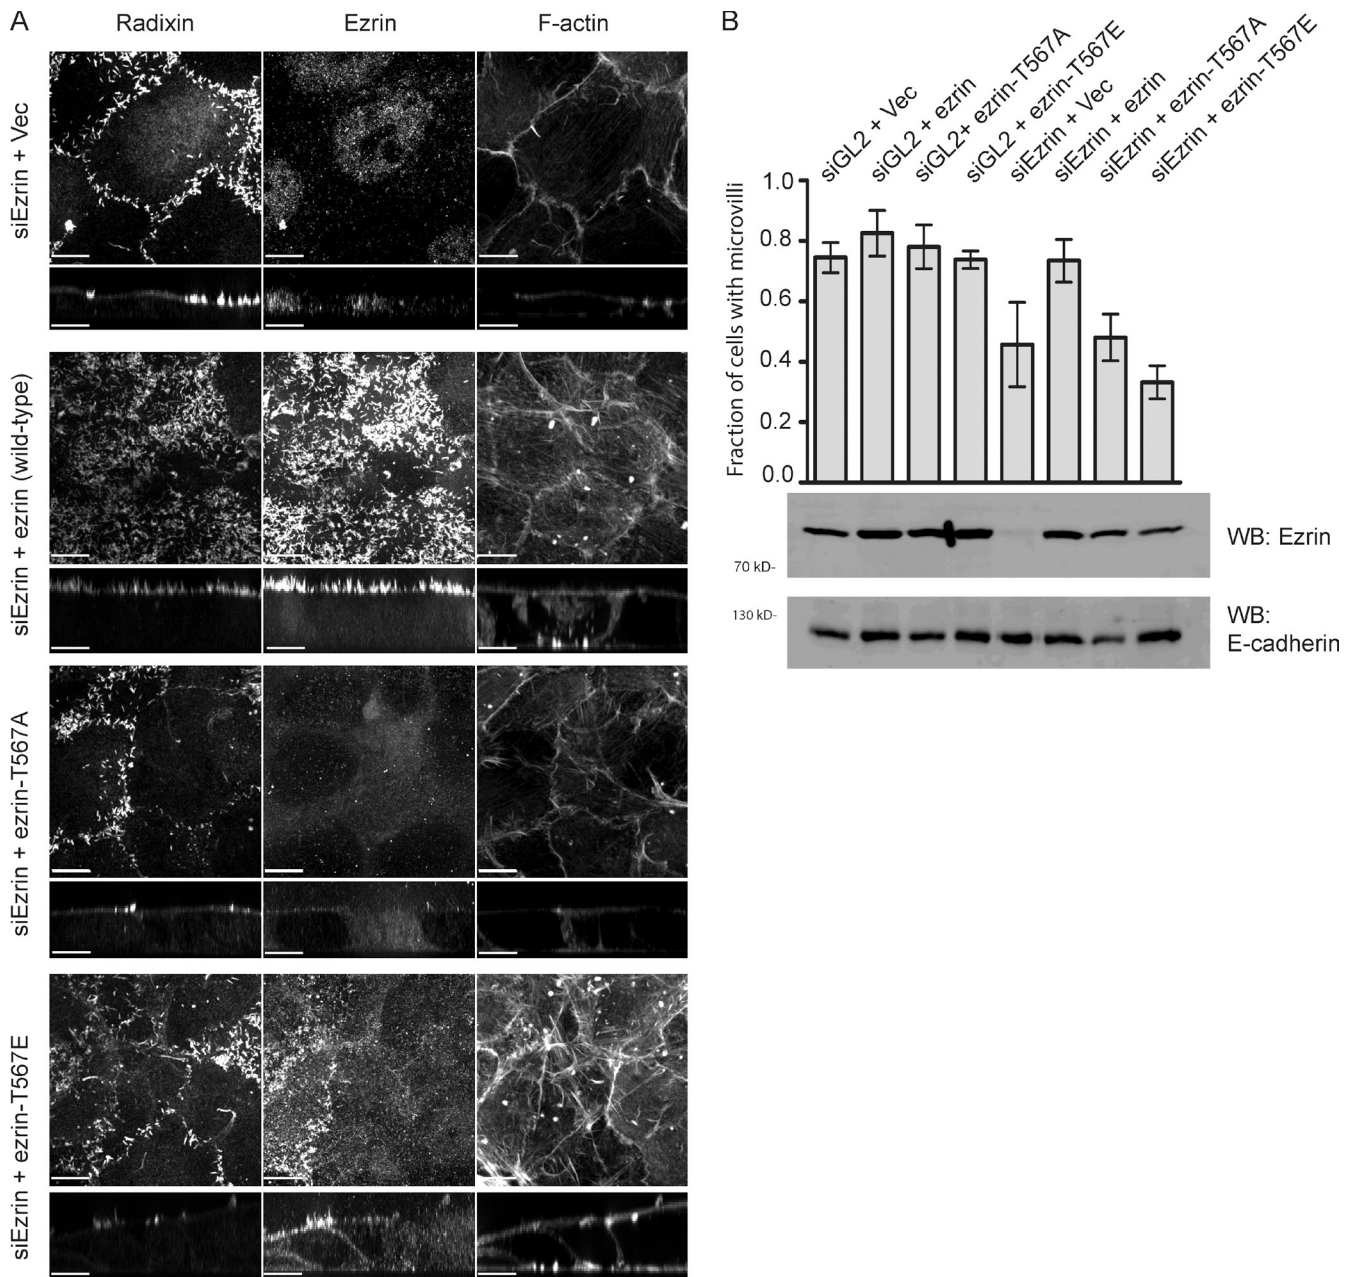 A
Radixin
Ezrin
F-actin
siEzrin + Vec
siEzrin + ezrin (wild-type)
siEzrin + ezrin-T567A
siEzrin + ezrin-T567E
B
siGL2 + Vec
siGL2 + ezrin
siGL2+ ezrin-T567A
siGL2 + ezrin-T567E
siEzrin + Vec
siEzrin + ezrin
siEzrin + ezrin-T567A
siEzrin + ezrin-T567E
Fraction of cells with microvilli
1.0
0.8
0.6
0.4
0.2
0.0
70 kD-
WB: Ezrin
130 kD-
WB:
E-cadherin